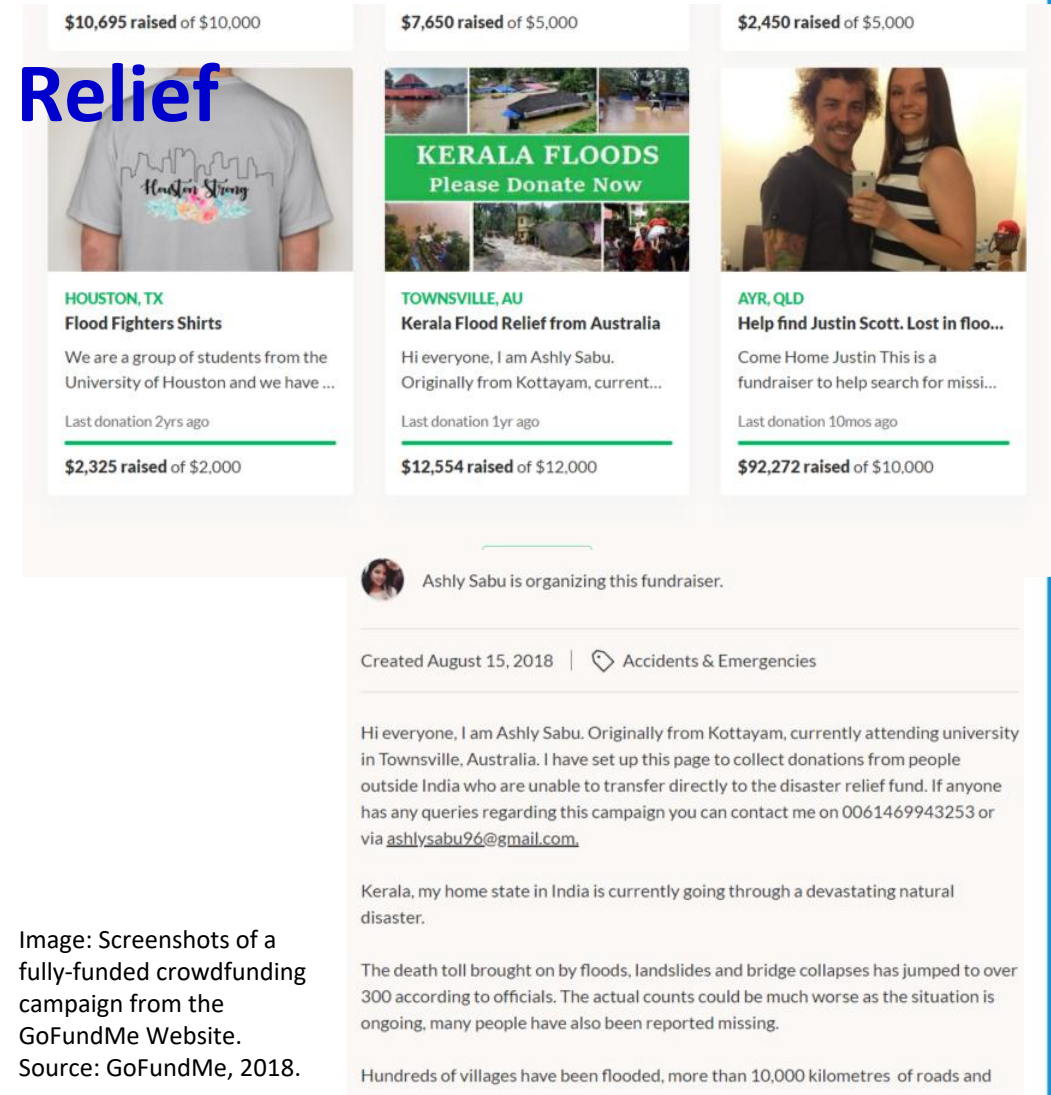 $10,695 raised of $10,000
$7,650 raised of $5,000
$2,450 raised of $5,000
Relief
Houston Strong
KERALA FLOODS
Please Donate Now
HOUSTON, TX
Flood Fighters Shirts
We are a group of students from the
University of Houston and we have ...
Last donation 2yrs ago
$2,325 raised of $2,000
TOWNSVILLE, AU
Kerala Flood Relief from Australia
Hi everyone, I am Ashly Sabu.
Originally from Kottayam, current...
Last donation 1yr ago
$12,554 raised of $12,000
AYR, QLD
Help find Justin Scott. Lost in floo...
Come Home Justin This is a
fundraiser to help search for missi...
Last donation 10mos ago
$92,272 raised of $10,000
Ashly Sabu is organizing this fundraiser.
Created August 15, 2018
Accidents & Emergencies
Hi everyone, I am Ashly Sabu. Originally from Kottayam, currently attending university
in Townsville, Australia. I have set up this page to collect donations from people
outside India who are unable to transfer directly to the disaster relief fund. If anyone
has any queries regarding this campaign you can contact me on 0061469943253 or
via ashlysabu96@gmail.com.
Kerala, my home state in India is currently going through a devastating natural
disaster.
The death toll brought on by floods, landslides and bridge collapses has jumped to over
300 according to officials. The actual counts could be much worse as the situation is
ongoing, many people have also been reported missing.
Hundreds of villages have been flooded, more than 10,000 kilometres of roads and
Image: Screenshots of a
fully-funded crowdfunding
campaign from the
GoFundMe Website.
Source: GoFundMe, 2018.